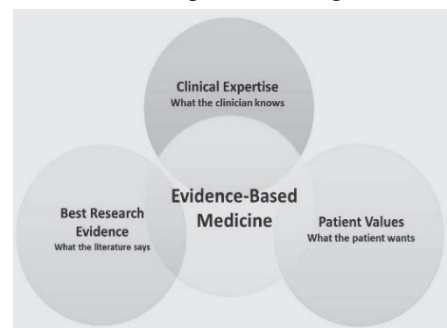 Clinical Expertise
What the clinician knows
Evidence-Based
Medicine
Best Research
Evidence
What the literature says
Patient Values
What the patient wants